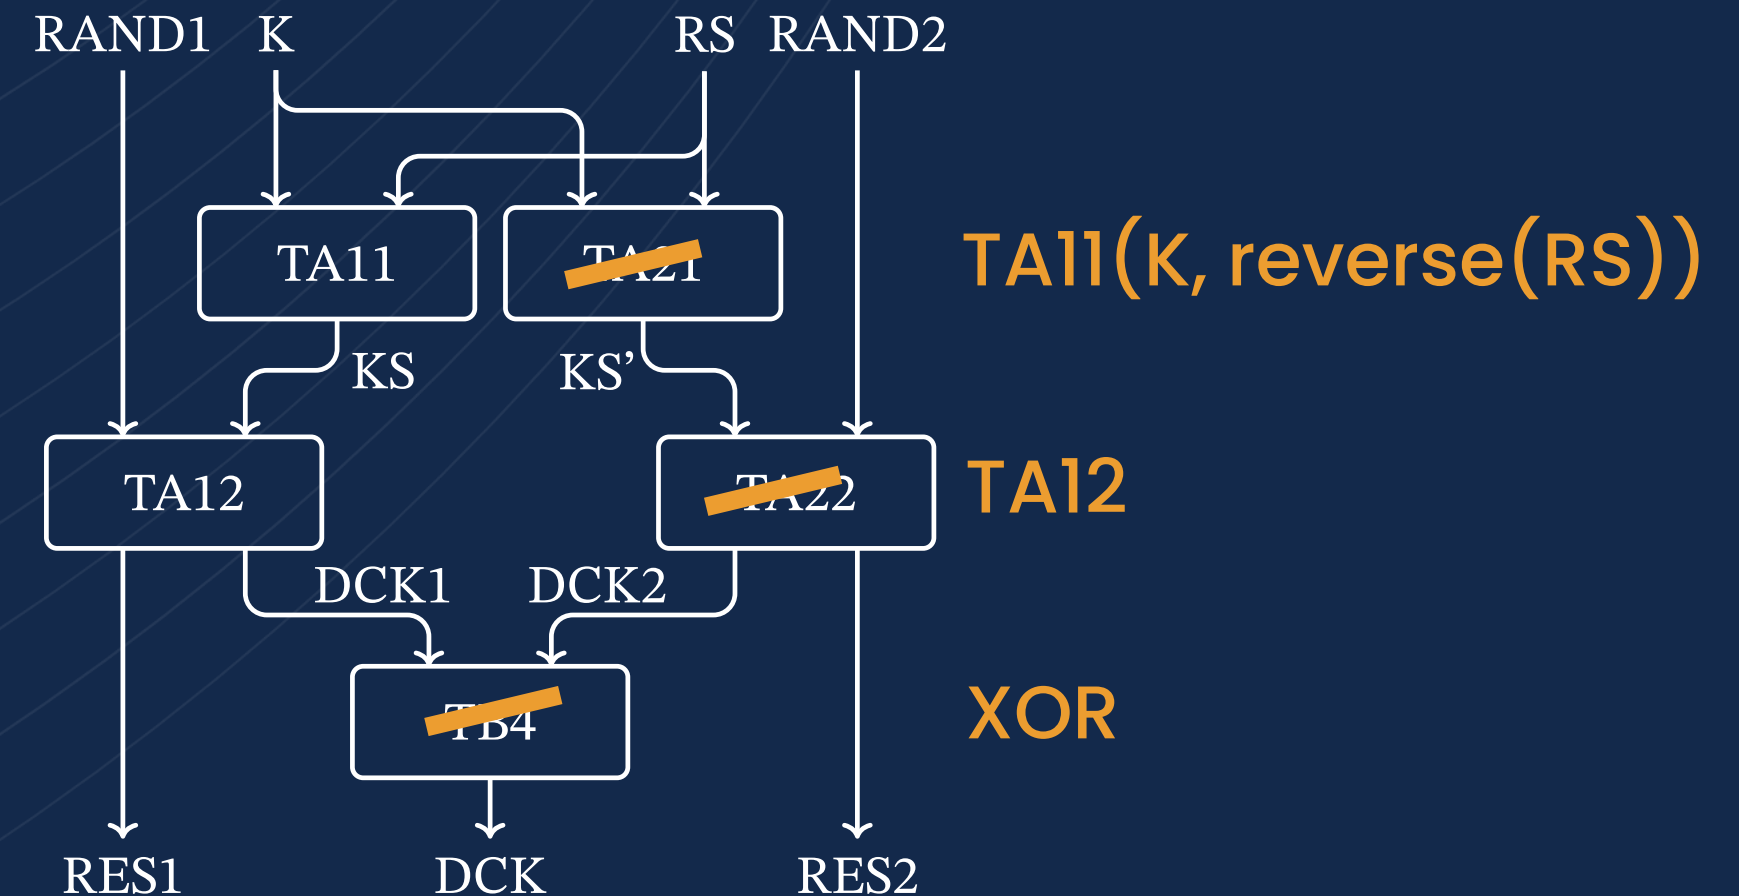 RAND1 K RS RAND2
TA11 TA21 TA11(K, reverse(RS))
KS KS’
TA12 TA22 TA12
DCK1 DCK2
TB4 XOR
RES1 DCK RES2